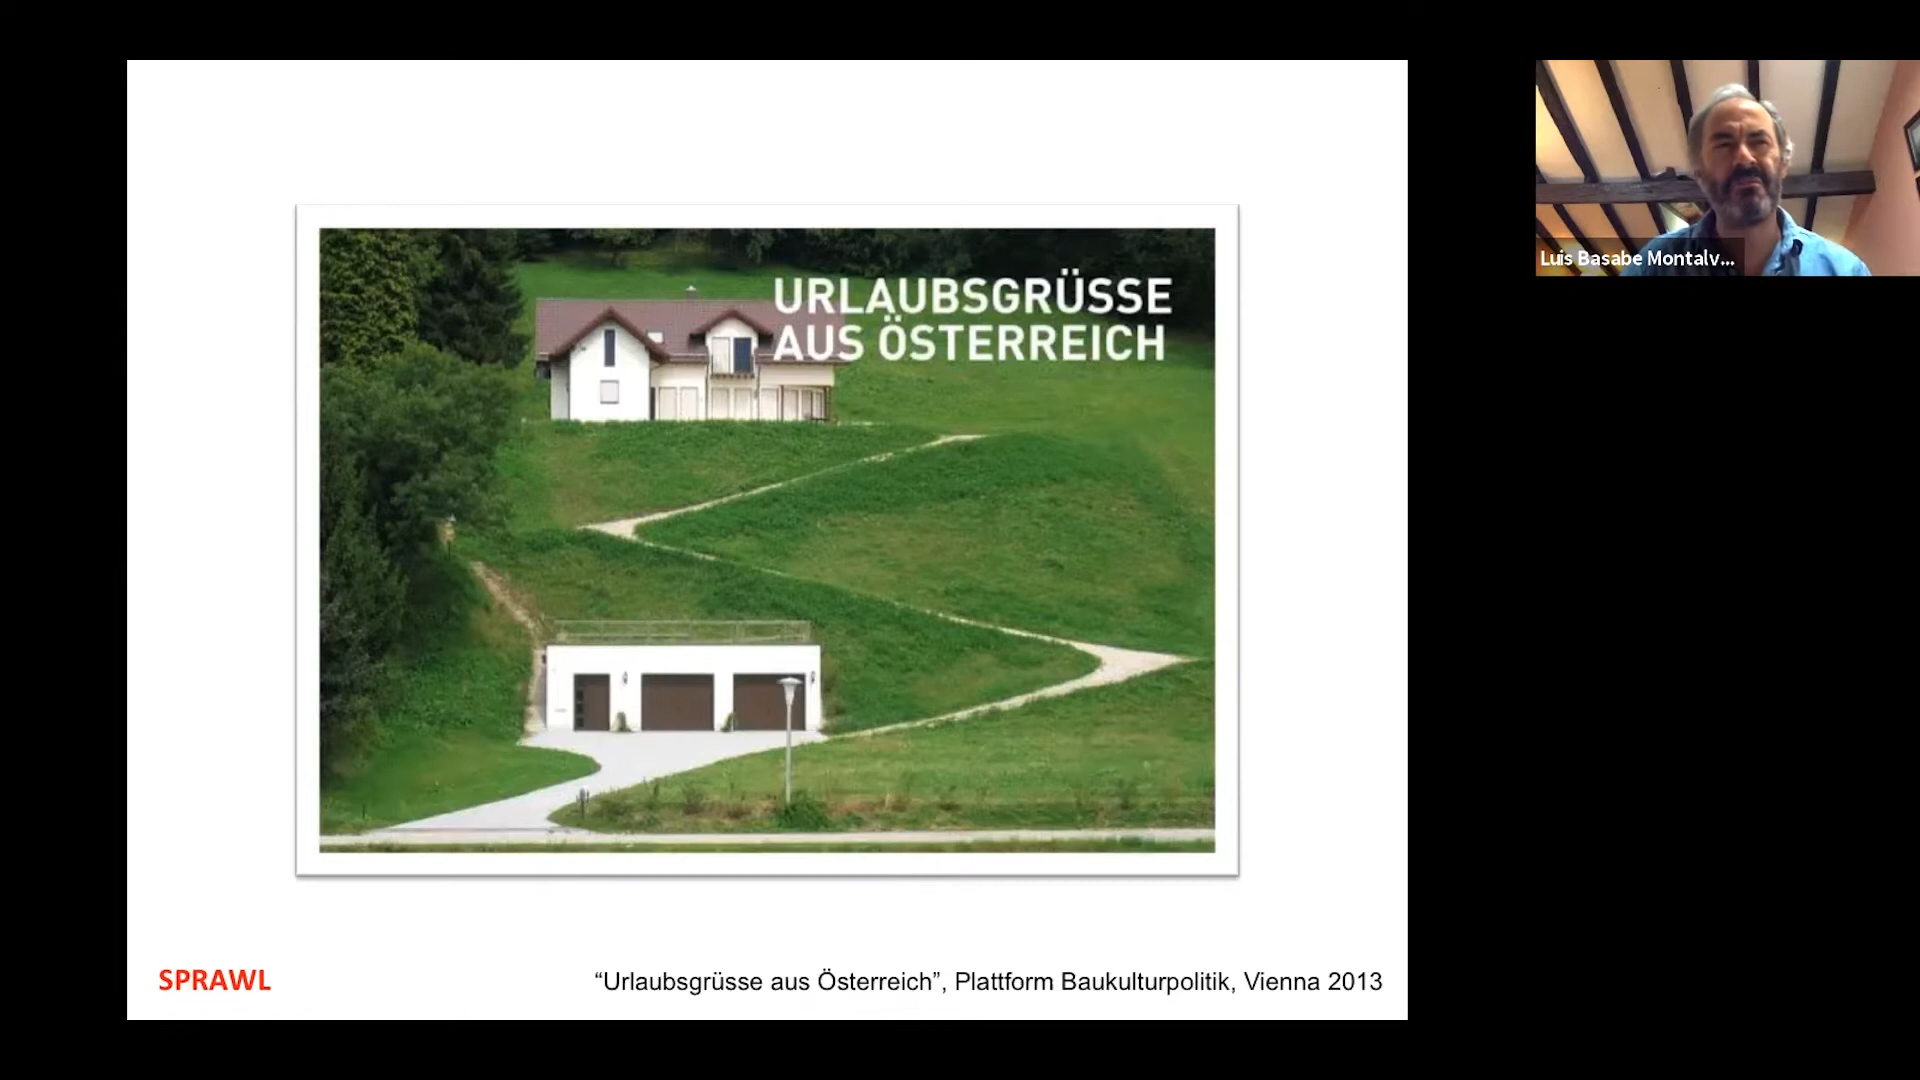 URLAUBSGRÜSSE
AUS ÖSTERREICH
Luis Basabe Montalv...
SPRAWL
“Urlaubsgrüsse aus Österreich”, Plattform Baukulturpolitik, Vienna 2013